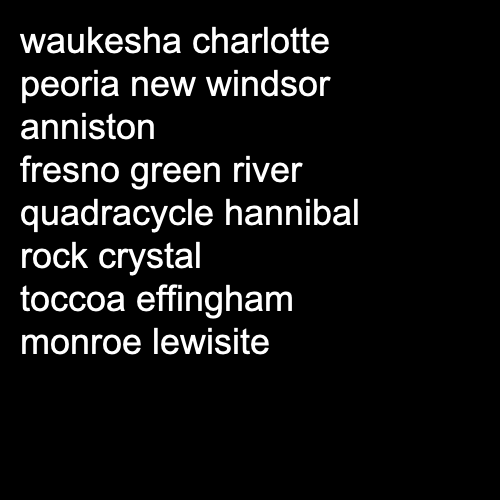 waukesha charlotte
peoria new windsor
anniston
fresno green river
quadracycle hannibal
rock crystal
toccoa effingham
monroe lewisite